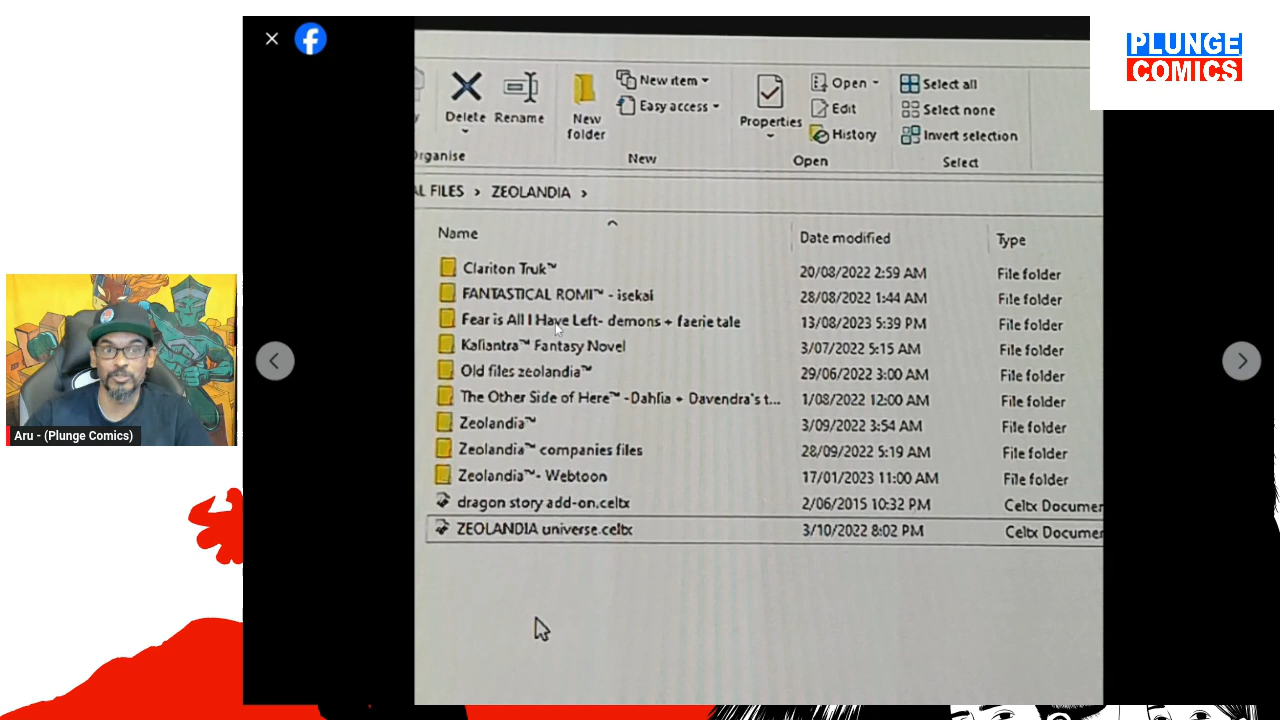 PLUNGE
COMICS
Delete
Rename
New
folder
New item
Easy access
Properties
Open
Edit
History
Select all
Select none
Invert selection
Organise
New
Open
Select
FILES > ZEOLANDIA >
Name Date modified Type
Clariton Truk™ 20/08/2022 2:59 AM File folder
FANTASTICAL ROMI™ - isekai 28/08/2022 1:44 AM File folder
Fear is All I Have Left- demons + faerie tale 13/08/2023 5:39 PM File folder
Kaliantra™ Fantasy Novel 3/07/2022 5:15 AM File folder
Old files zeolandia™ 29/06/2022 3:00 AM File folder
The Other Side of Here™ -Dahlia + Davendra's t... 1/08/2022 12:00 AM File folder
Zeolandia™ 3/09/2022 3:54 AM File folder
Zeolandia™ companies files 28/09/2022 5:19 AM File folder
Zeolandia™- Webtoon 17/01/2023 11:00 AM File folder
dragon story add-on.celtx 2/06/2015 10:32 PM Celtx Documen
ZEOLANDIA universe.celtx 3/10/2022 8:02 PM Celtx Documen
Aru - (Plunge Comics)